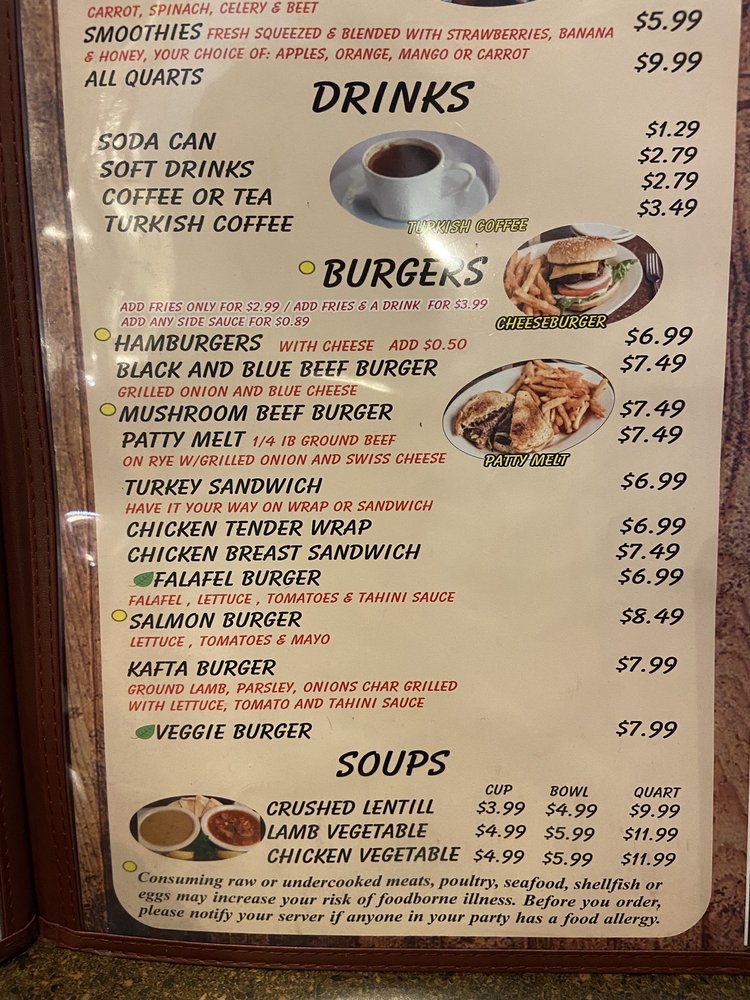 CARROT, SPINACH, CELERY & BEET
SMOOTHIES FRESH SQUEEZED & BLENDED WITH STRAWBERRIES, BANANA $5.99
& HONEY, YOUR CHOICE OF: APPLES, ORANGE, MANGO OR CARROT
ALL QUARTS $9.99
DRINKS
SODA CAN $1.29
SOFT DRINKS $2.79
COFFEE OR TEA $2.79
TURKISH COFFEE $3.49
TURKISH COFFEE
BURGERS
ADD FRIES ONLY FOR $2.99 / ADD FRIES & A DRINK FOR $3.99
ADD ANY SIDE SAUCE FOR $0.89
CHEESEBURGER
HAMBURGERS WITH CHEESE ADD $0.50 $6.99
BLACK AND BLUE BEEF BURGER $7.49
GRILLED ONION AND BLUE CHEESE
MUSHROOM BEEF BURGER $7.49
PATTY MELT 1/4 IB GROUND BEEF $7.49
ON RYE W/GRILLED ONION AND SWISS CHEESE
PATTY MELT
TURKEY SANDWICH $6.99
HAVE IT YOUR WAY ON WRAP OR SANDWICH
CHICKEN TENDER WRAP $6.99
CHICKEN BREAST SANDWICH $7.49
FALAFEL BURGER $6.99
FALAFEL , LETTUCE , TOMATOES & TAHINI SAUCE
SALMON BURGER $8.49
LETTUCE , TOMATOES & MAYO
KAFTA BURGER $7.99
GROUND LAMB, PARSLEY, ONIONS CHAR GRILLED
WITH LETTUCE, TOMATO AND TAHINI SAUCE
VEGGIE BURGER $7.99
SOUPS
CUP BOWL QUART
CRUSHED LENTILL $3.99 $4.99 $9.99
LAMB VEGETABLE $4.99 $5.99 $11.99
CHICKEN VEGETABLE $4.99 $5.99 $11.99
Consuming raw or undercooked meats, poultry, seafood, shellfish or
eggs may increase your risk of foodborne illness. Before you order,
please notify your server if anyone in your party has a food allergy.